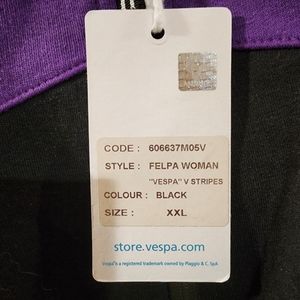 CODE : 606637M05V
STYLE : FELPA WOMAN
"VESPA" V STRIPES
COLOUR : BLACK
SIZE : XXL
store.vespa.com
Vespa is a registered trademark owned by Piaggio & C. SpA